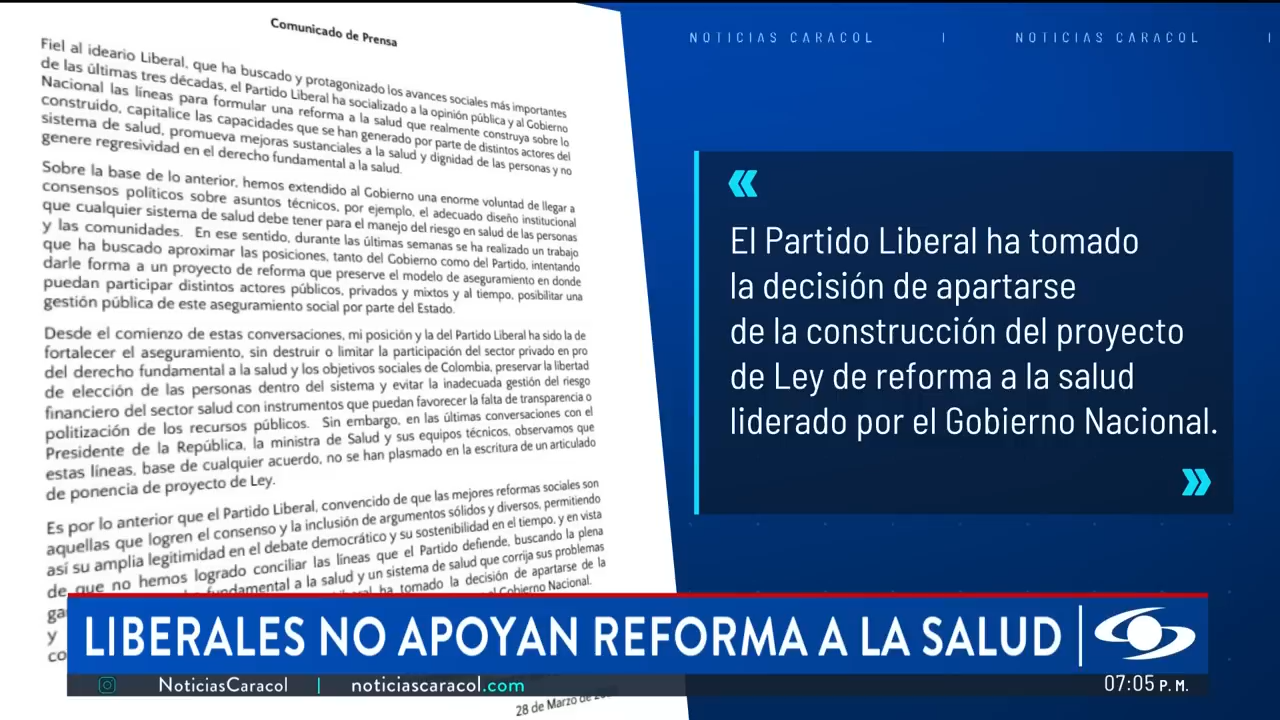 Comunicado de Prensa
Fiel al ideario Liberal, que ha buscado y protagonizado los avances sociales más importantes
de las últimas tres décadas, el Partido Liberal ha socializado a la opinión pública y al Gobierno
Nacional las líneas para formular una reforma a la salud que realmente construya sobre lo
construido, capitalice las capacidades que se han generado por parte de distintos actores del
sistema de salud, promueva mejoras sustanciales a la salud y dignidad de las personas y no
genere regresividad en el derecho fundamental a la salud.
Sobre la base de lo anterior, hemos extendido al Gobierno una enorme voluntad de llegar a
consensos políticos sobre asuntos técnicos, por ejemplo, el adecuado diseño institucional
que cualquier sistema de salud debe tener para el manejo del riesgo en salud de las personas
y las comunidades. En ese sentido, durante las últimas semanas se ha realizado un trabajo
que ha buscado aproximar las posiciones, tanto del Gobierno como del Partido, intentando
darle forma a un proyecto de reforma que preserve el modelo de aseguramiento en donde
puedan participar distintos actores públicos, privados y mixtos y al tiempo, posibilitar una
gestión pública de este aseguramiento social por parte del Estado.
Desde el comienzo de estas conversaciones, mi posición y la del Partido Liberal ha sido la de
fortalecer el aseguramiento, sin destruir o limitar la participación del sector privado en pro
del derecho fundamental a la salud y los objetivos sociales de Colombia, preservar la libertad
de elección de las personas dentro del sistema y evitar la inadecuada gestión del riesgo
financiero del sector salud con instrumentos que puedan favorecer la falta de transparencia o
politización de los recursos públicos. Sin embargo, en las últimas conversaciones con el
Presidente de la República, la ministra de Salud y sus equipos técnicos, observamos que
estas líneas, base de cualquier acuerdo, no se han plasmado en la escritura de un articulado
de ponencia de proyecto de Ley.
Es por lo anterior que el Partido Liberal, convencido de que las mejores reformas sociales son
aquellas que logren el consenso y la inclusión de argumentos sólidos y diversos, permitiendo
así su amplia legitimidad en el debate democrático y su sostenibilidad en el tiempo, y en vista
de que no hemos logrado conciliar las líneas que el Partido defiende, buscando la plena
fundamental a la salud y un sistema de salud que corrija sus problemas
ha tomado la decisión de apartarse de la
Gobierno Nacional.
28 de Marzo de
NOTICIAS CARACOL | NOTICIAS CARACOL |
«
El Partido Liberal ha tomado
la decisión de apartarse
de la construcción del proyecto
de Ley de reforma a la salud
liderado por el Gobierno Nacional.
»
LIBERALES NO APOYAN REFORMA A LA SALUD
NoticiasCaracol | noticiascaracol.com 07:05 P.M.